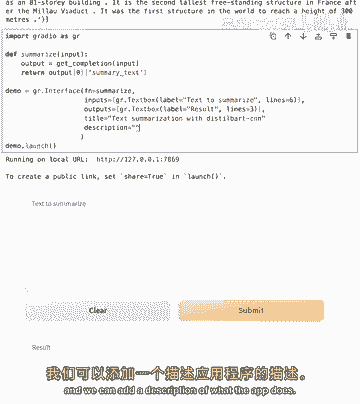 as an 81-storey building . It is the second tallest free-standing structure in France aft
er the Millau Viaduct . It was the first structure in the world to reach a height of 300
metres .'}]
import gradio as gr
def summarize(input):
    output = get_completion(input)
    return output[0]['summary_text']
demo = gr.Interface(fn=summarize,
                    inputs=[gr.Textbox(label="Text to summarize", lines=6)],
                    outputs=[gr.Textbox(label="Result", lines=3)],
                    title="Text summarization with distilbart-cnn"
                    description=""
                   )
demo.launch()
Running on local URL:  http://127.0.0.1:7869
To create a public link, set `share=True` in `launch()`.
Text to summarize
Clear
Submit
Result
我们可以添加一个描述应用程序的描述。
and we can add a description of what the app does.